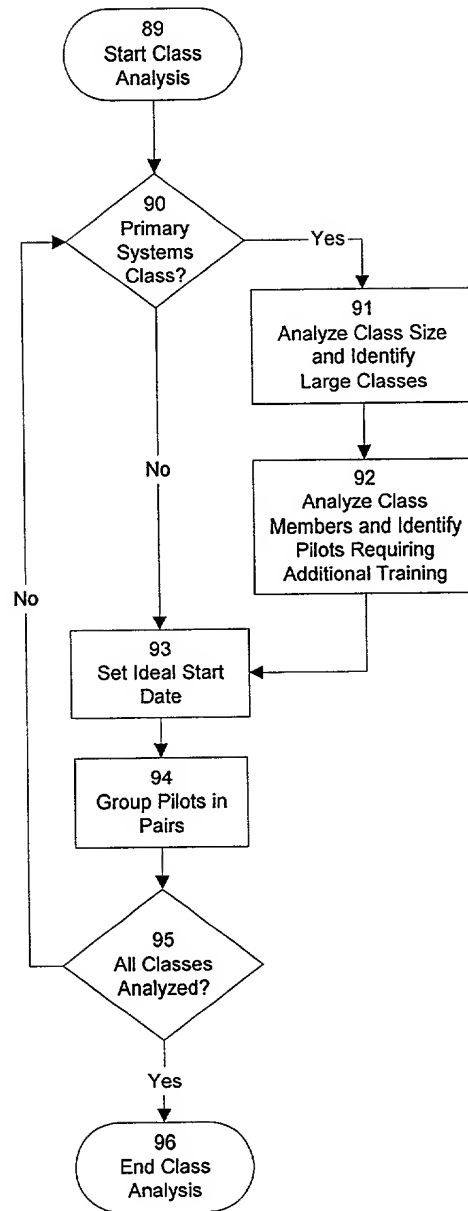 89
Start Class
Analysis
90
Primary
Systems
Class?
Yes
91
Analyze Class Size
and Identify
Large Classes
No
92
Analyze Class
Members and Identify
Pilots Requiring
Additional Training
No
93
Set Ideal Start
Date
94
Group Pilots in
Pairs
95
All Classes
Analyzed?
Yes
96
End Class
Analysis